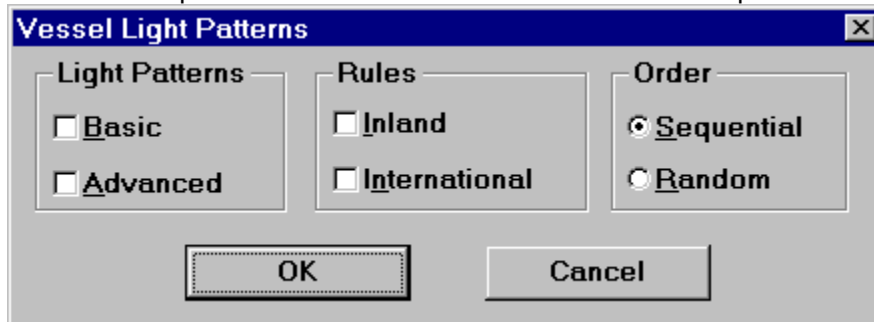 Vessel Light Patterns
Light Patterns
Basic
Advanced
Rules
Inland
International
Order
Sequential
Random
OK
Cancel